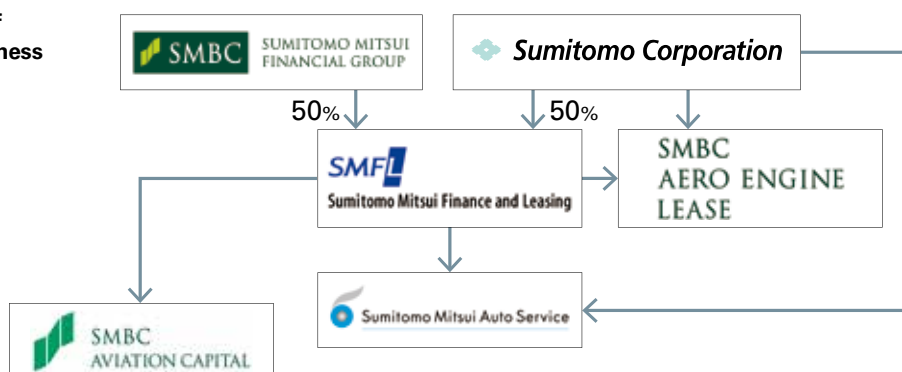 ness
SMBC
SUMITOMO MITSUI
FINANCIAL GROUP
Sumitomo Corporation
50%
50%
SMFL
Sumitomo Mitsui Finance and Leasing
SMBC
AERO ENGINE
LEASE
Sumitomo Mitsui Auto Service
SMBC
AVIATION CAPITAL